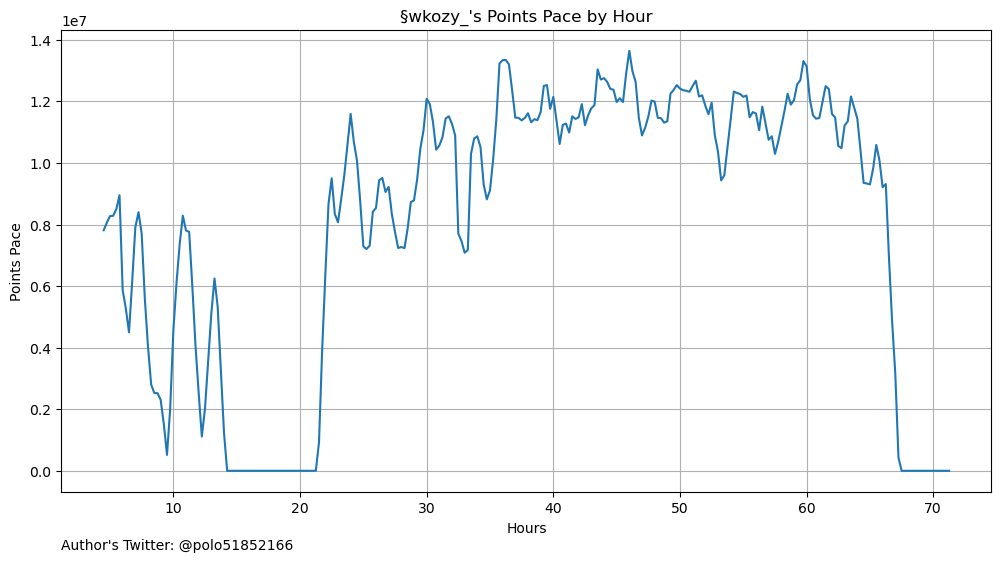 §wkozy_'s Points Pace by Hour
1e7
1.4
1.2
1.0
0.8
0.6
0.4
0.2
0.0
Points Pace
10 20 30 40 50 60 70
Hours
Author's Twitter: @polo51852166